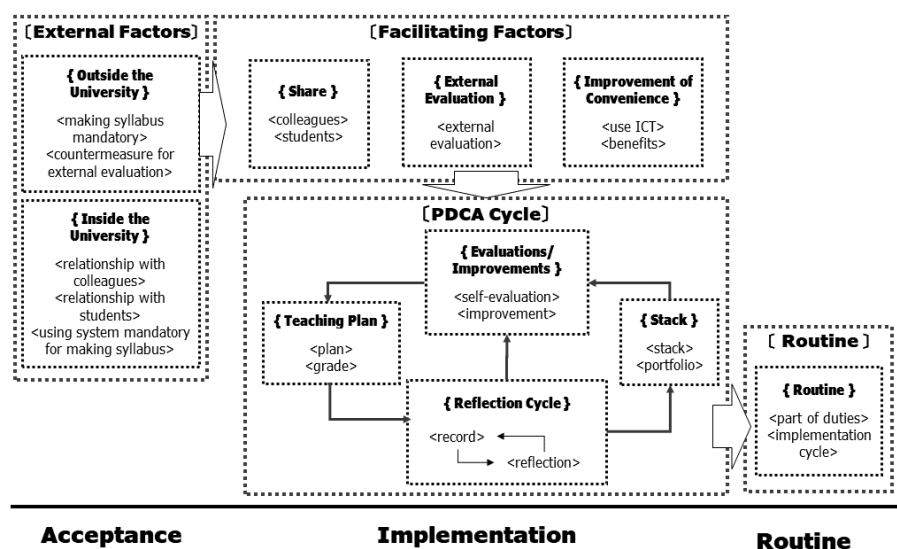 〔External Factors〕
{ Outside the
University }
<making syllabus
mandatory>
<countermeasure for
external evaluation>
{ Inside the
University }
<relationship with
colleagues>
<relationship with
students>
<using system mandatory
for making syllabus>
〔Facilitating Factors〕
{ Share }
<colleagues>
<students>
{ External
Evaluation }
<external
evaluation>
{ Improvement of
Convenience }
<use ICT>
<benefits>
〔PDCA Cycle〕
{ Evaluations/
Improvements }
<self-evaluation>
<improvement>
{ Teaching Plan }
<plan>
<grade>
{ Stack }
<stack>
<portfolio>
{ Reflection Cycle }
<record>
<reflection>
〔 Routine 〕
{ Routine }
<part of duties>
<implementation
cycle>
Acceptance
Implementation
Routine